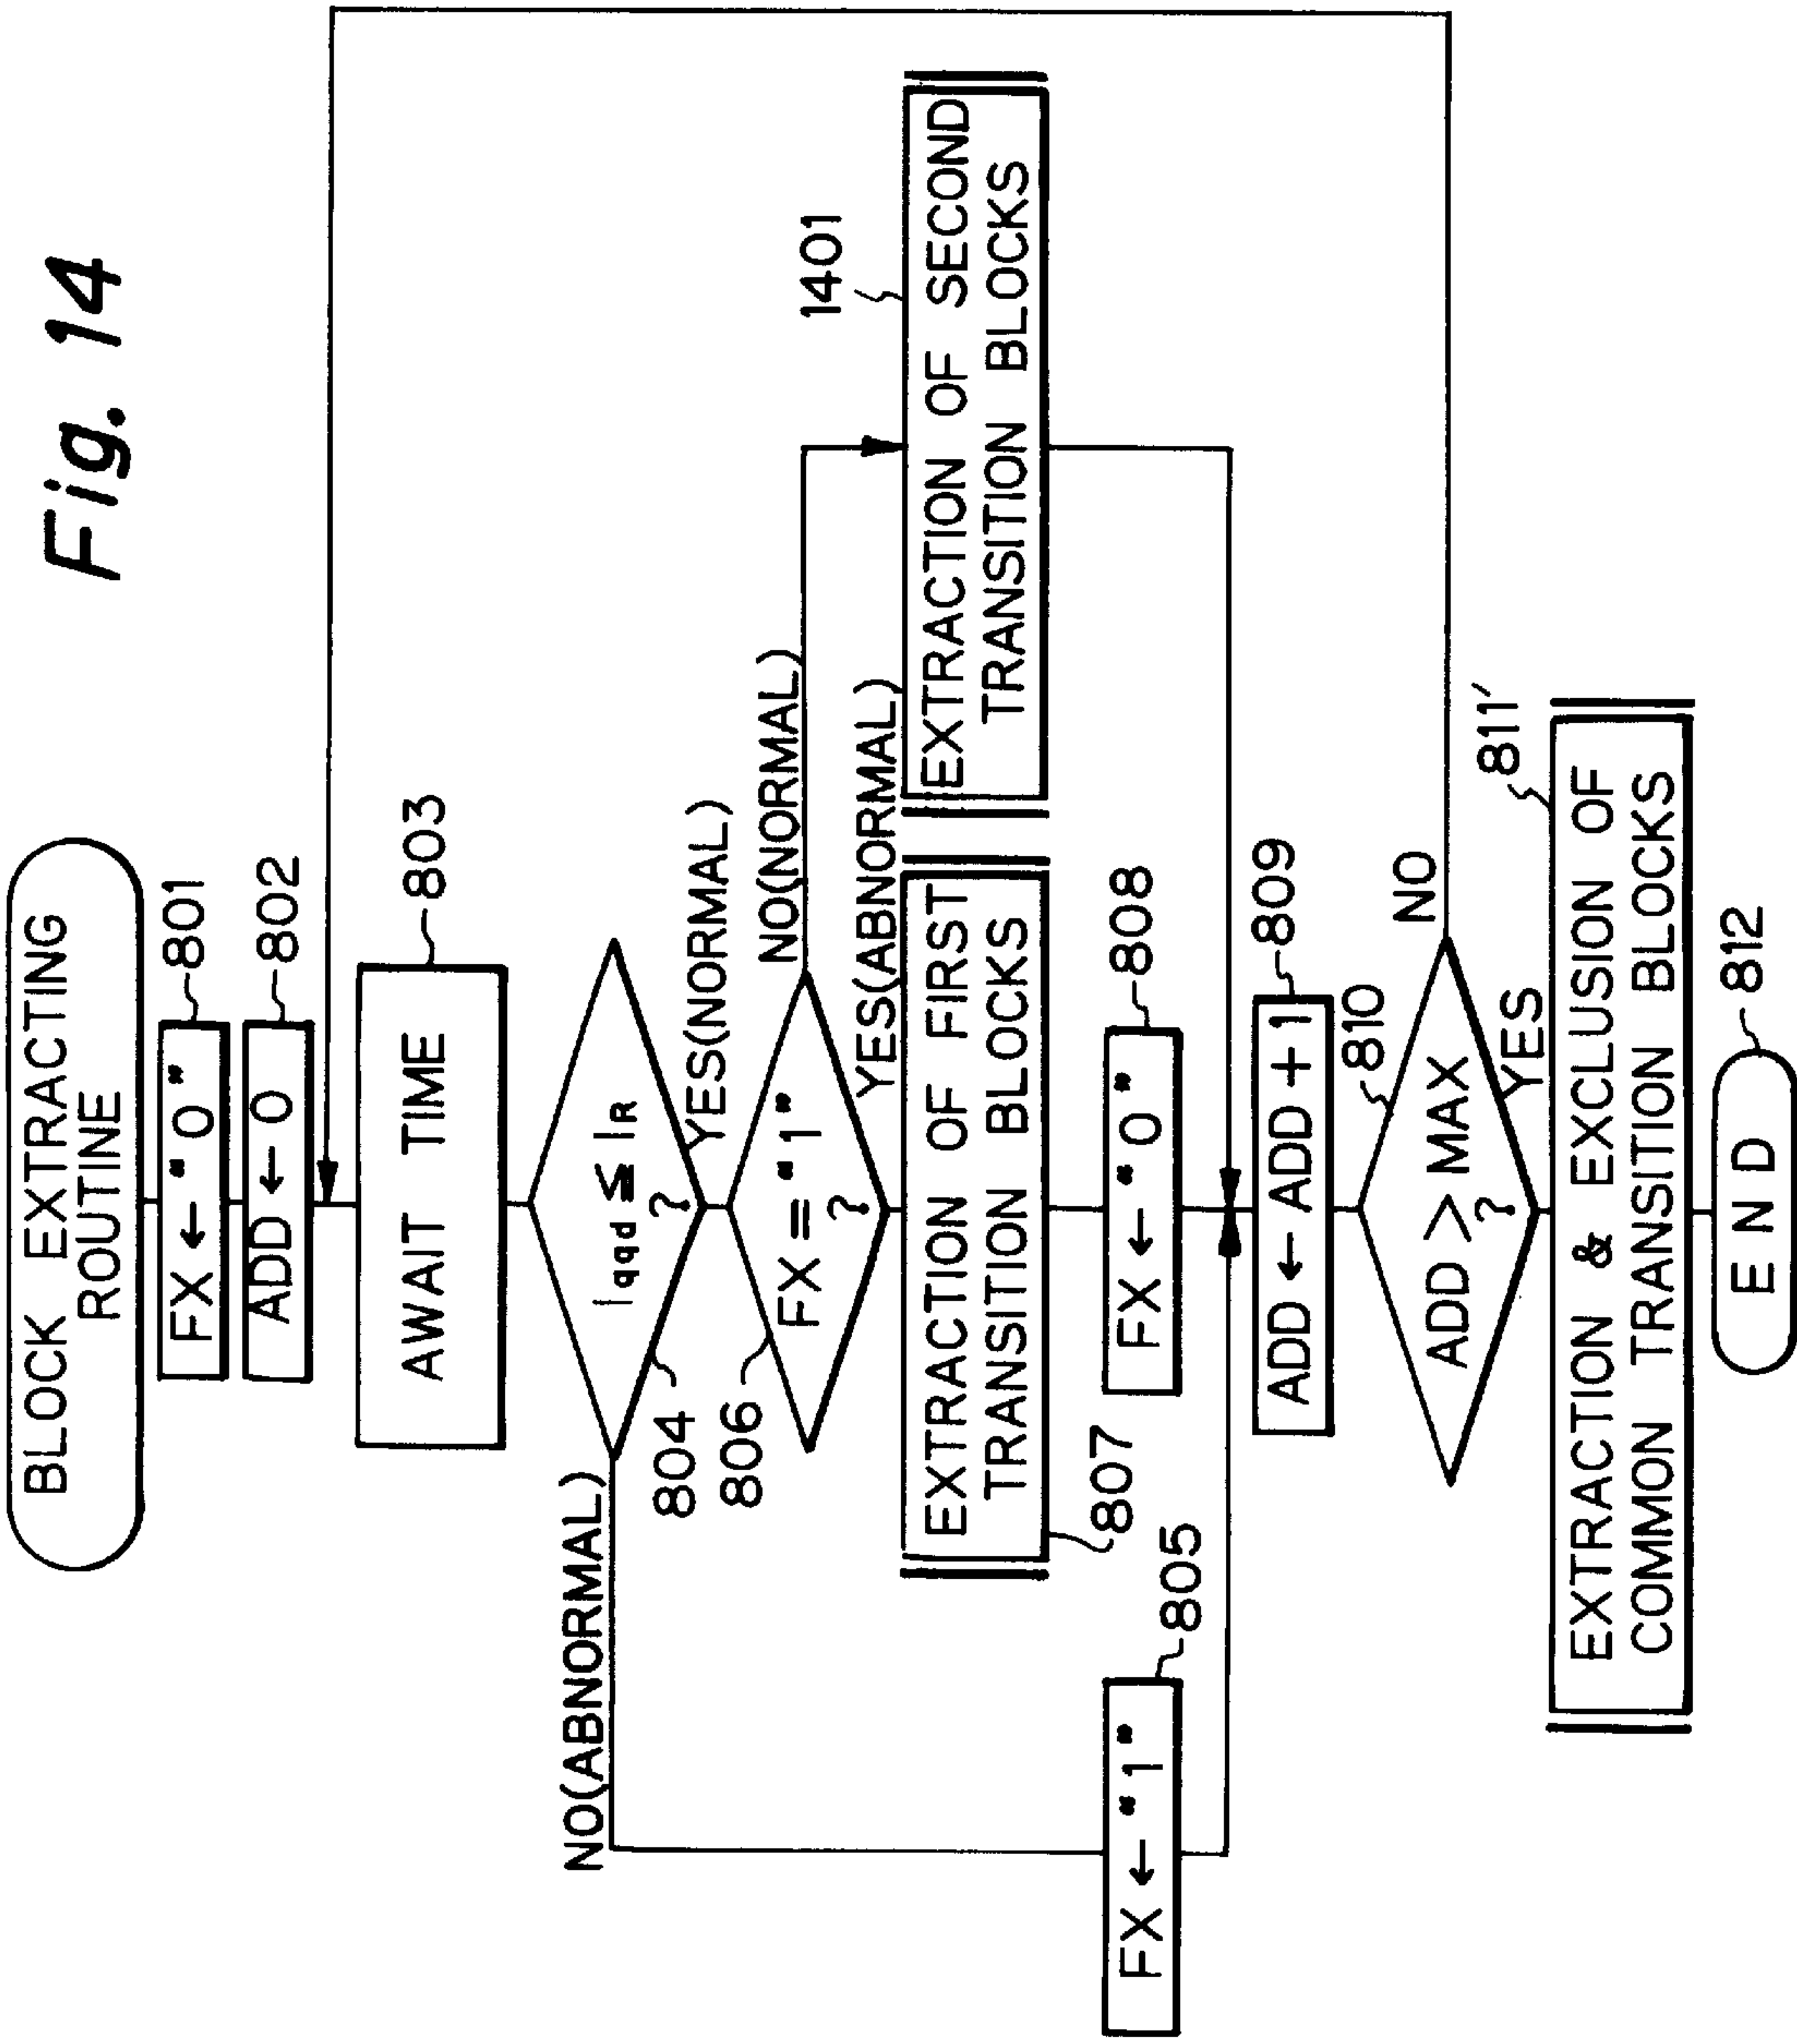 Fig. 14
BLOCK EXTRACTING
ROUTINE
FX ← "0"
801
ADD ← 0
802
AWAIT TIME
803
Iqqd ≦ IR
?
804
NO(ABNORMAL)
YES(NORMAL)
FX = "1"
?
806
NO(NORMAL)
YES(ABNORMAL)
EXTRACTION OF FIRST
TRANSITION BLOCKS
807
EXTRACTION OF SECOND
TRANSITION BLOCKS
1401
FX ← "1"
805
FX ← "0"
808
ADD ← ADD + 1
809
ADD > MAX
?
810
NO
YES
EXTRACTION & EXCLUSION OF
COMMON TRANSITION BLOCKS
811'
END
812